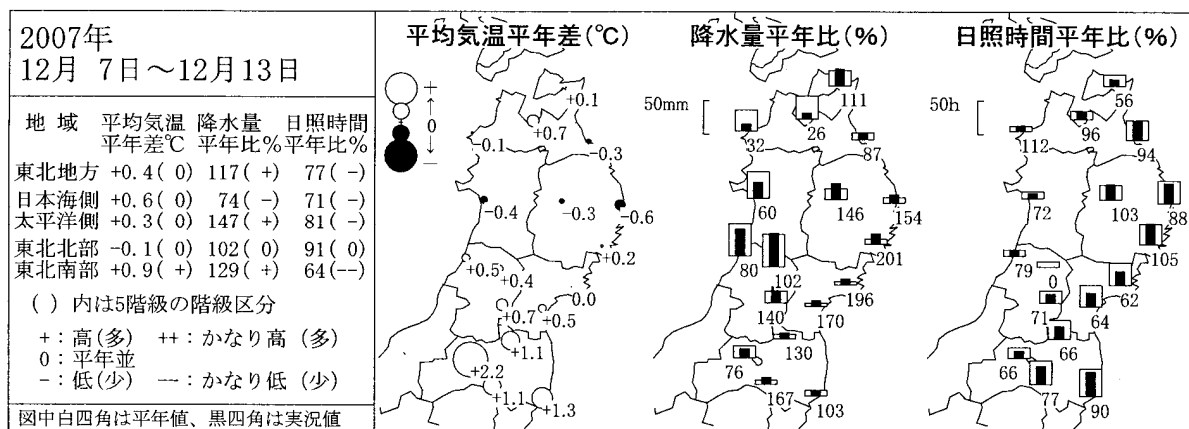 2007年
12月 7日～12月13日
地 域 平均気温 降水量 日照時間
平年差℃ 平年比% 平年比%
東北地方 +0.4( 0) 117( +) 77( -)
日本海側 +0.6( 0) 74( -) 71( -)
太平洋側 +0.3( 0) 147( +) 81( -)
東北北部 -0.1( 0) 102( 0) 91( 0)
東北南部 +0.9( +) 129( +) 64(--)
( ) 内は5階級の階級区分
+：高(多) ++：かなり高 (多)
0：平年並
-：低(少) --：かなり低 (少)
図中白四角は平年値、黒四角は実況値
平均気温平年差(℃)
+
↑
0
↓
-
+0.1
+0.7
-0.1
-0.3
-0.4
-0.3
-0.6
+0.2
+0.5
+0.4
0.0
+0.7
+0.5
+1.1
+2.2
+1.1
+1.3
降水量平年比(%)
50mm
111
26
32
87
60
146
154
201
80
102
196
140
170
130
76
167
103
日照時間平年比(%)
50h
56
96
112
94
72
103
88
105
79
0
62
71
64
66
66
77
90